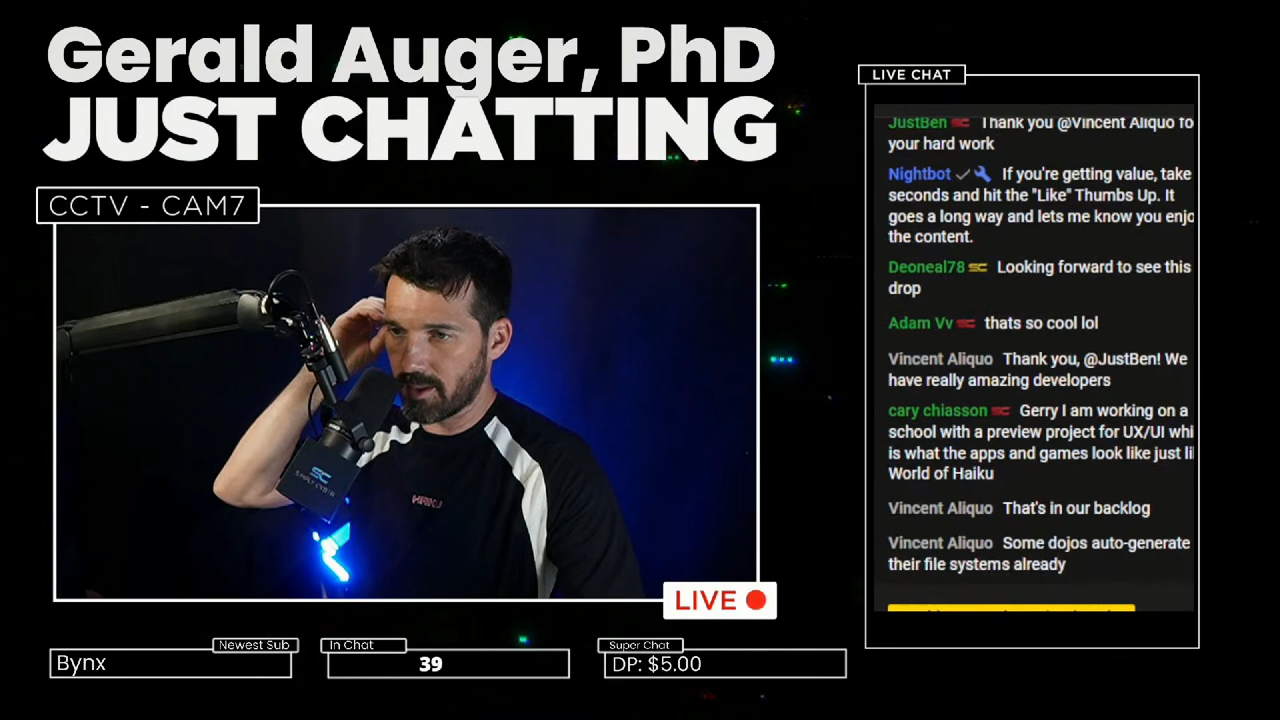 Gerald Auger, PhD
JUST CHATTING
CCTV - CAM7
SIMPLY CYBER
HAIKU
LIVE
Newest Sub
Bynx
In Chat
39
Super Chat
DP: $5.00
LIVE CHAT
JustBen Thank you @Vincent Aliquo fo
your hard work
Nightbot If you're getting value, take
seconds and hit the "Like" Thumbs Up. It
goes a long way and lets me know you enjo
the content.
Deoneal78 Looking forward to see this
drop
Adam Vv thats so cool lol
Vincent Aliquo Thank you, @JustBen! We
have really amazing developers
cary chiasson Gerry I am working on a
school with a preview project for UX/UI whi
is what the apps and games look like just li
World of Haiku
Vincent Aliquo That's in our backlog
Vincent Aliquo Some dojos auto-generate
their file systems already